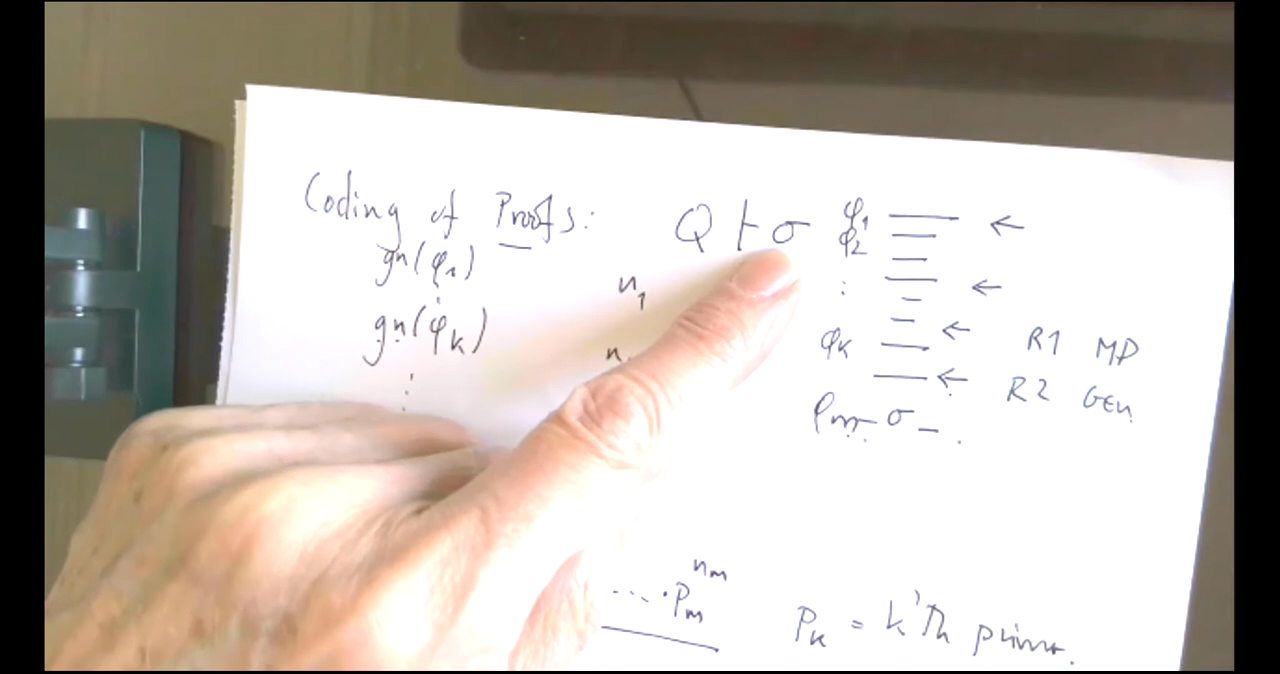 Coding of Proofs: Q ⊢ σ φ1 ←
gn(φ1) φ2
n1 : ←
gn(φk) φk ← R1 MP
⋮ ← R2 Gen
φm σ
.... · Pm^nm Pk = k'Th prime.